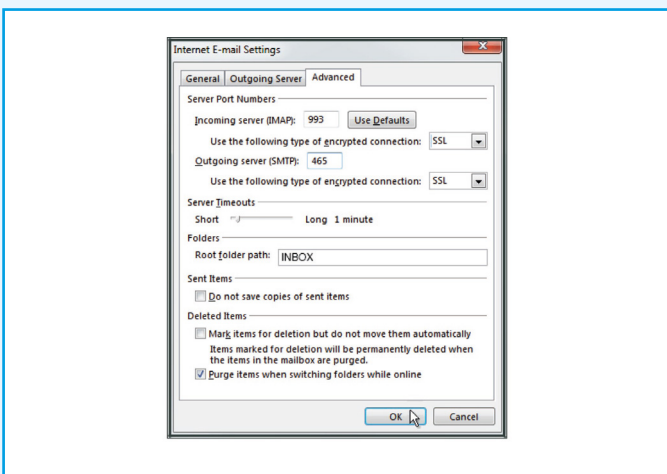 Internet E-mail Settings
General Outgoing Server Advanced
Server Port Numbers
Incoming server (IMAP): 993 Use Defaults
Use the following type of encrypted connection: SSL
Outgoing server (SMTP): 465
Use the following type of encrypted connection: SSL
Server Timeouts
Short Long 1 minute
Folders
Root folder path: INBOX
Sent Items
Do not save copies of sent items
Deleted Items
Mark items for deletion but do not move them automatically
Items marked for deletion will be permanently deleted when
the items in the mailbox are purged.
Purge items when switching folders while online
OK Cancel